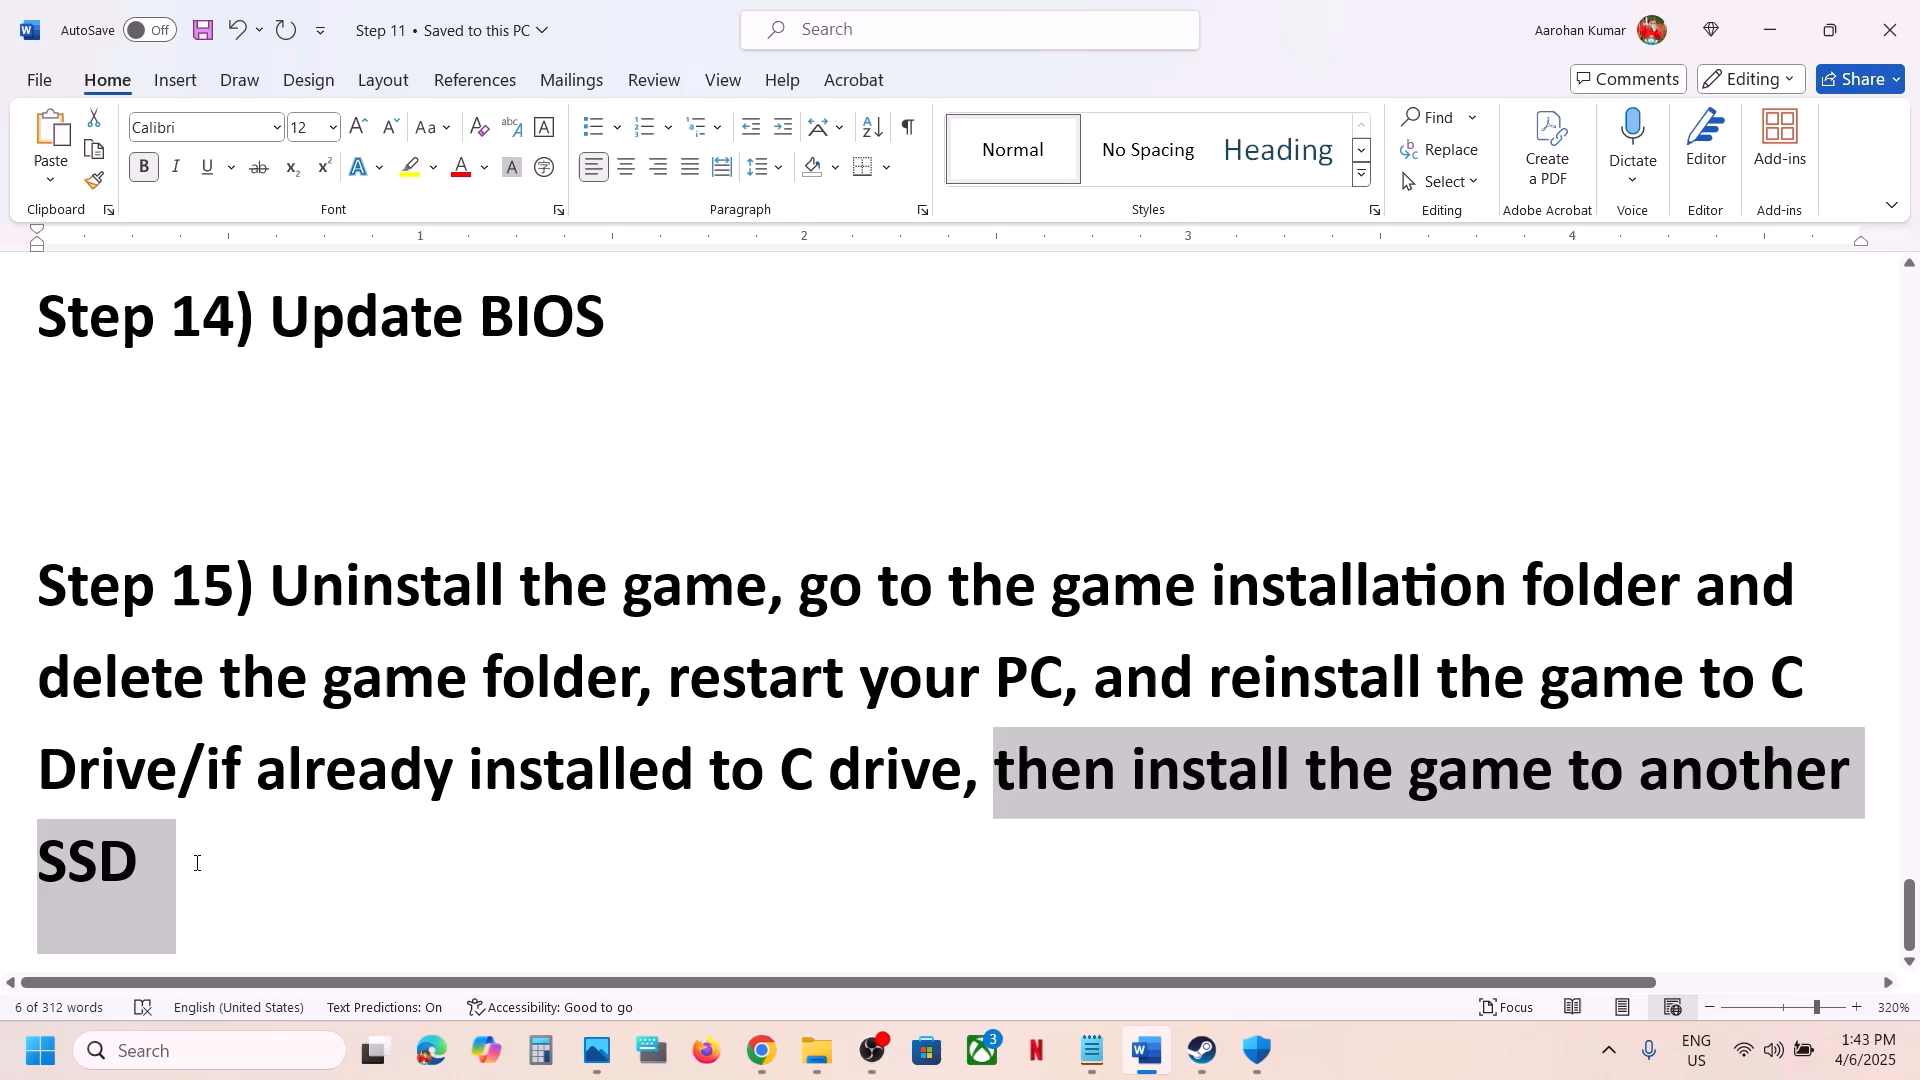 AutoSave Off Step 11 • Saved to this PC Search Aarohan Kumar
File Home Insert Draw Design Layout References Mailings Review View Help Acrobat Comments Editing Share
Paste Calibri 12 Aa Normal No Spacing Heading Find Replace Select Create a PDF Dictate Editor Add-ins
Clipboard Font Paragraph Styles Editing Adobe Acrobat Voice Editor Add-ins
1 2 3 4
Step 14) Update BIOS
Step 15) Uninstall the game, go to the game installation folder and
delete the game folder, restart your PC, and reinstall the game to C
Drive/if already installed to C drive, then install the game to another
SSD
6 of 312 words English (United States) Text Predictions: On Accessibility: Good to go Focus 320%
Search 3 ENG US 1:43 PM 4/6/2025